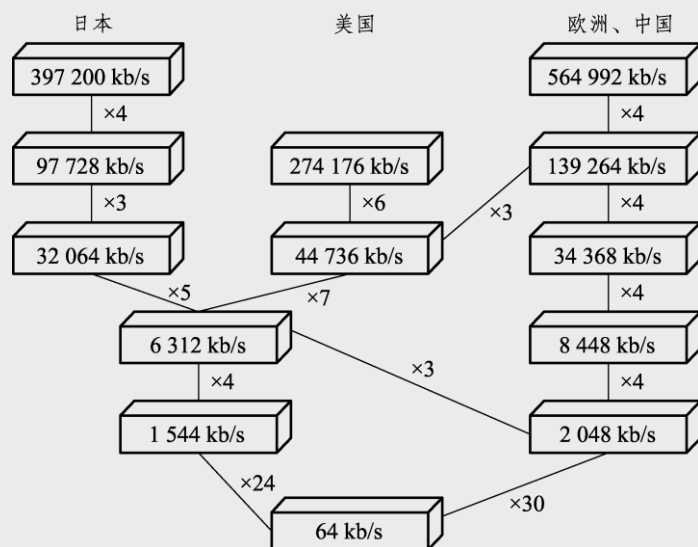 日本 美国 欧洲、中国
397 200 kb/s 564 992 kb/s
×4 ×4
97 728 kb/s 274 176 kb/s 139 264 kb/s
×3 ×6 ×3 ×4
32 064 kb/s 44 736 kb/s 34 368 kb/s
×5 ×7 ×4
6 312 kb/s 8 448 kb/s
×4 ×3 ×4
1 544 kb/s 2 048 kb/s
×24 ×30
64 kb/s